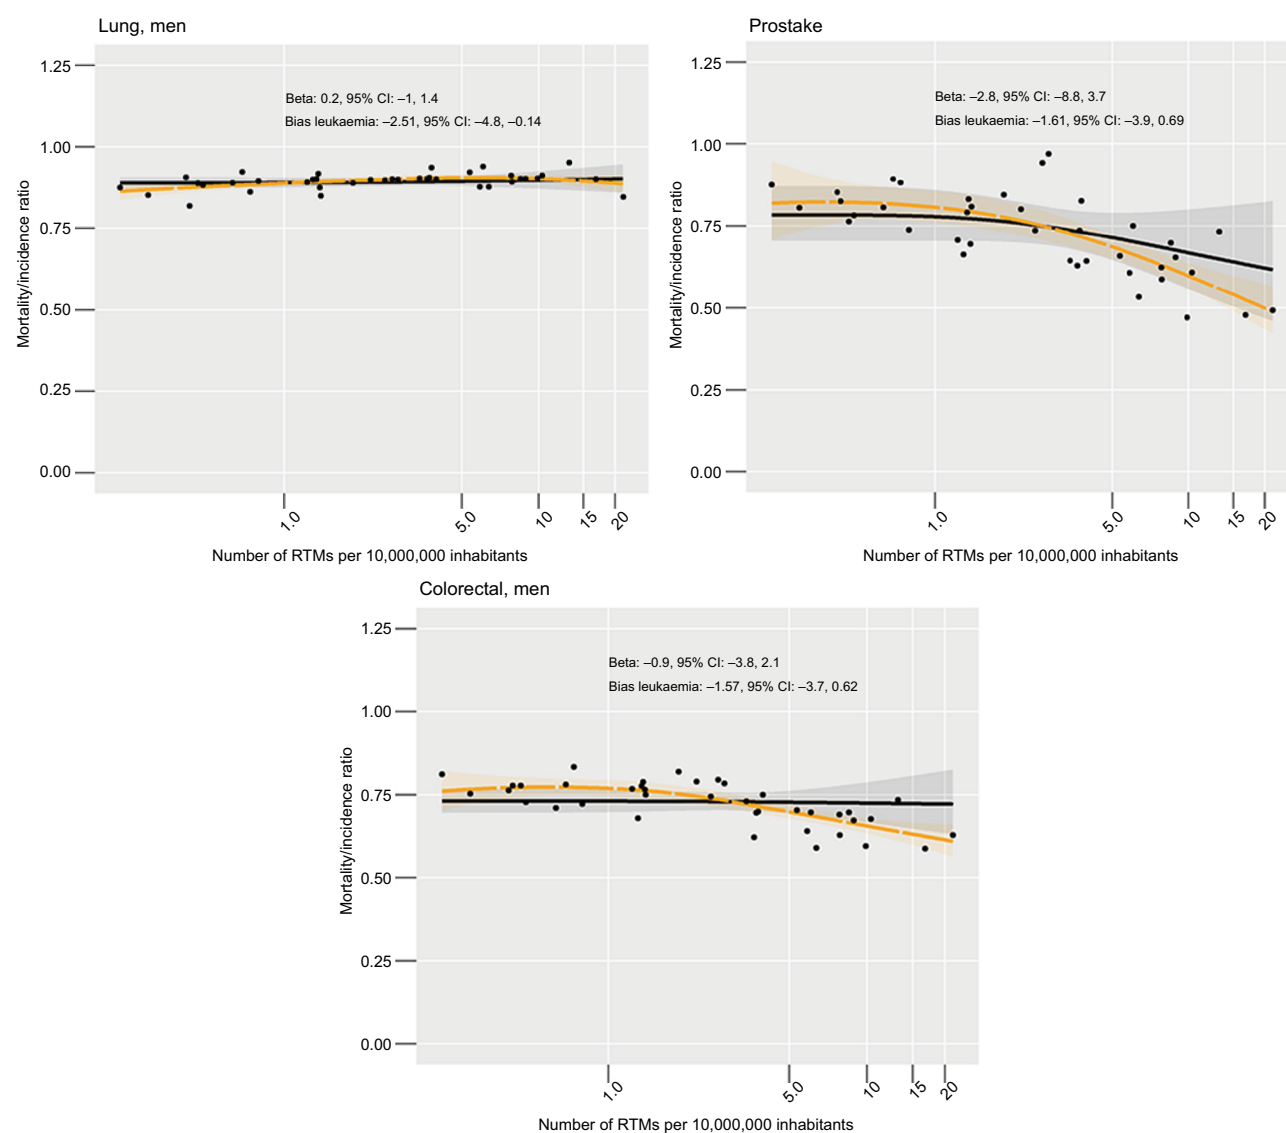 Lung, men
Beta: 0.2, 95% CI: –1, 1.4
Bias leukaemia: –2.51, 95% CI: –4.8, –0.14
Mortality/incidence ratio
1.25
1.00
0.75
0.50
0.25
0.00
1.0
5.0
10
15
20
Number of RTMs per 10,000,000 inhabitants
Prostake
Beta: –2.8, 95% CI: –8.8, 3.7
Bias leukaemia: –1.61, 95% CI: –3.9, 0.69
Mortality/incidence ratio
1.25
1.00
0.75
0.50
0.25
0.00
1.0
5.0
10
15
20
Number of RTMs per 10,000,000 inhabitants
Colorectal, men
Beta: –0.9, 95% CI: –3.8, 2.1
Bias leukaemia: –1.57, 95% CI: –3.7, 0.62
Mortality/incidence ratio
1.25
1.00
0.75
0.50
0.25
0.00
1.0
5.0
10
15
20
Number of RTMs per 10,000,000 inhabitants